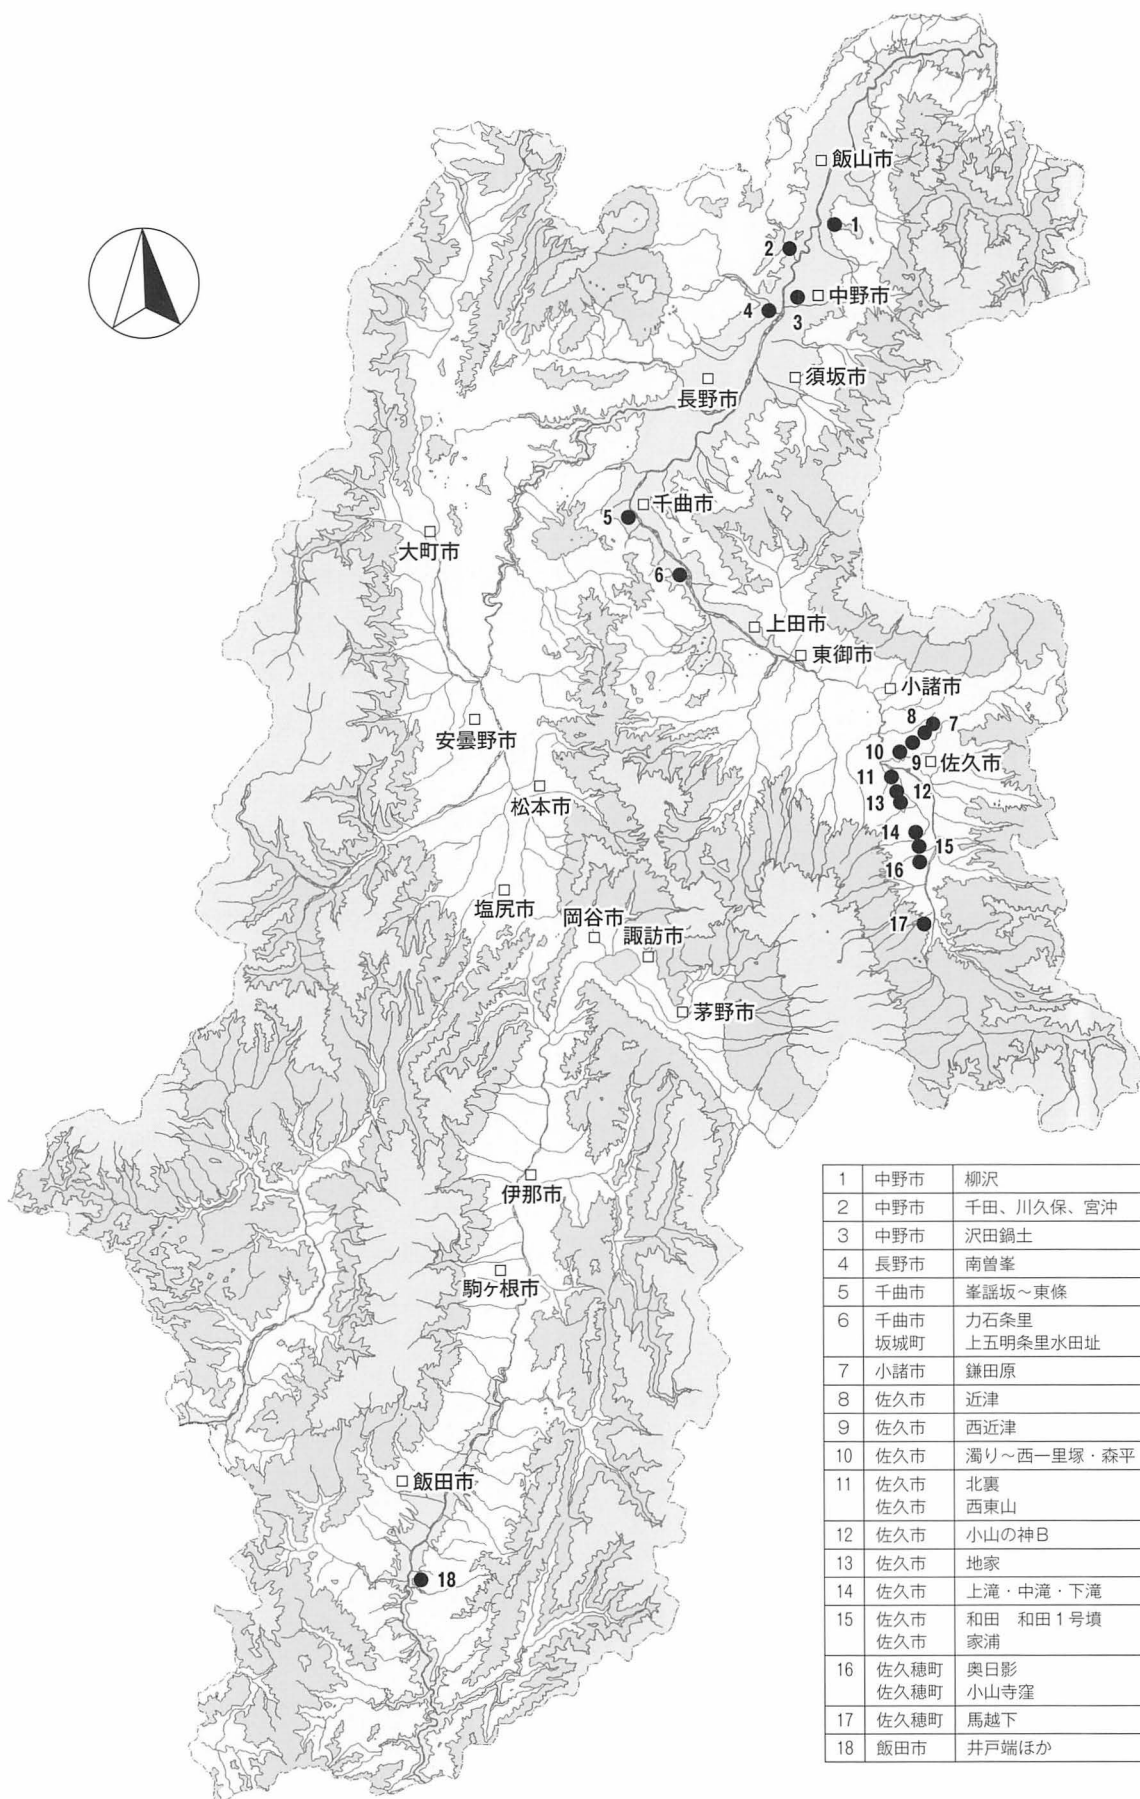 飯山市
1
2
中野市
3
4
長野市
須坂市
千曲市
5
大町市
6
上田市
東御市
小諸市
8
7
安曇野市
10
9
佐久市
11
松本市
12
13
14
15
塩尻市
16
岡谷市
諏訪市
17
茅野市
伊那市
駒ヶ根市
飯田市
18
1 中野市 柳沢
2 中野市 千田、川久保、宮沖
3 中野市 沢田鍋土
4 長野市 南曽峯
5 千曲市 峯謡坂～東條
6 千曲市 力石条里
坂城町 上五明条里水田址
7 小諸市 鎌田原
8 佐久市 近津
9 佐久市 西近津
10 佐久市 濁り～西一里塚・森平
11 佐久市 北裏
佐久市 西東山
12 佐久市 小山の神B
13 佐久市 地家
14 佐久市 上滝・中滝・下滝
15 佐久市 和田 和田1号墳
佐久市 家浦
16 佐久穂町 奥日影
佐久穂町 小山寺窪
17 佐久穂町 馬越下
18 飯田市 井戸端ほか